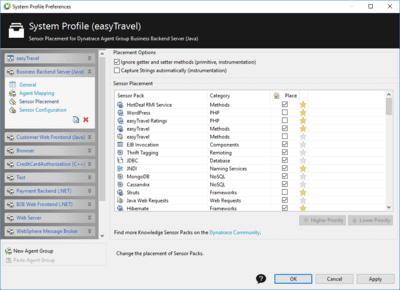 System Profile Preferences
System Profile (easyTravel)
Sensor Placement for Dynatrace Agent Group Business Backend Server (Java)
easyTravel
Business Backend Server (Java)
General
Agent Mapping
Sensor Placement
Sensor Configuration
Customer Web Frontend (Java)
Browser
CreditCardAuthorization (C++)
Test
Payment Backend (.NET)
B2B Web Frontend (.NET)
Web Server
WebSphere Message Broker
New Agent Group
Paste Agent Group
Placement Options
Ignore getter and setter methods (primitive, instrumentation)
Capture Strings automatically (instrumentation)
Sensor Placement
Sensor Pack Category Place
HotDeal RMI Service Methods
WordPress PHP
easyTravel Ratings PHP
easyTravel Methods
easyTravel Methods
EJB Invocation Components
Thrift Tagging Remoting
JDBC Database
JNDI Naming Services
MongoDB NoSQL
Cassandra NoSQL
Struts Frameworks
Java Web Requests Web Requests
Hibernate Frameworks
Higher Priority Lower Priority
Find more Knowledge Sensor Packs on the Dynatrace Community.
Change the placement of Sensor Packs.
? OK Cancel Apply